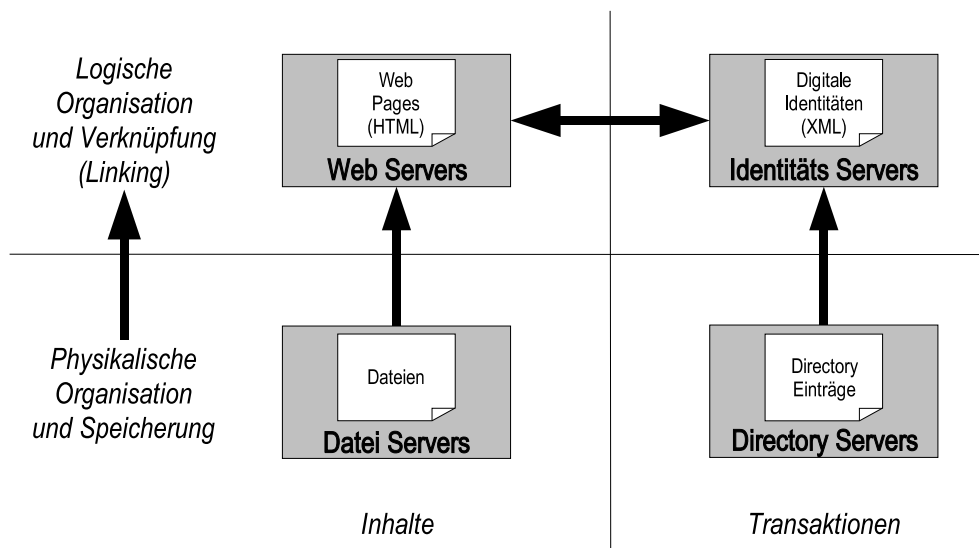 Logische
Organisation
und Verknüpfung
(Linking)
Web
Pages
(HTML)
Web Servers
Digitale
Identitäten
(XML)
Identitäts Servers
Physikalische
Organisation
und Speicherung
Dateien
Datei Servers
Directory
Einträge
Directory Servers
Inhalte
Transaktionen